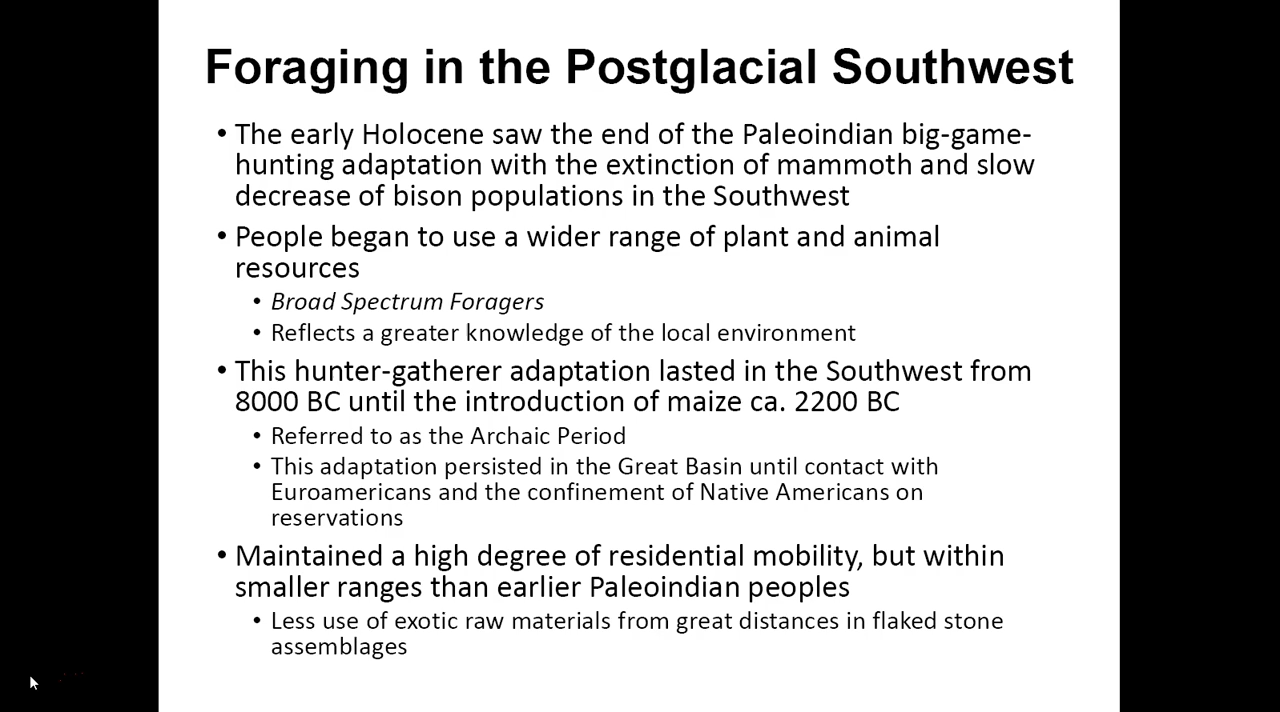 Foraging in the Postglacial Southwest
• The early Holocene saw the end of the Paleoindian big-game-
hunting adaptation with the extinction of mammoth and slow
decrease of bison populations in the Southwest
• People began to use a wider range of plant and animal
resources
• Broad Spectrum Foragers
• Reflects a greater knowledge of the local environment
• This hunter-gatherer adaptation lasted in the Southwest from
8000 BC until the introduction of maize ca. 2200 BC
• Referred to as the Archaic Period
• This adaptation persisted in the Great Basin until contact with
Euroamericans and the confinement of Native Americans on
reservations
• Maintained a high degree of residential mobility, but within
smaller ranges than earlier Paleoindian peoples
• Less use of exotic raw materials from great distances in flaked stone
assemblages